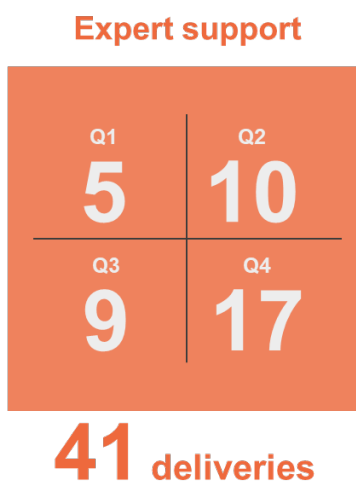 Expert support
Q1 Q2
5 10
Q3 Q4
9 17
41 deliveries